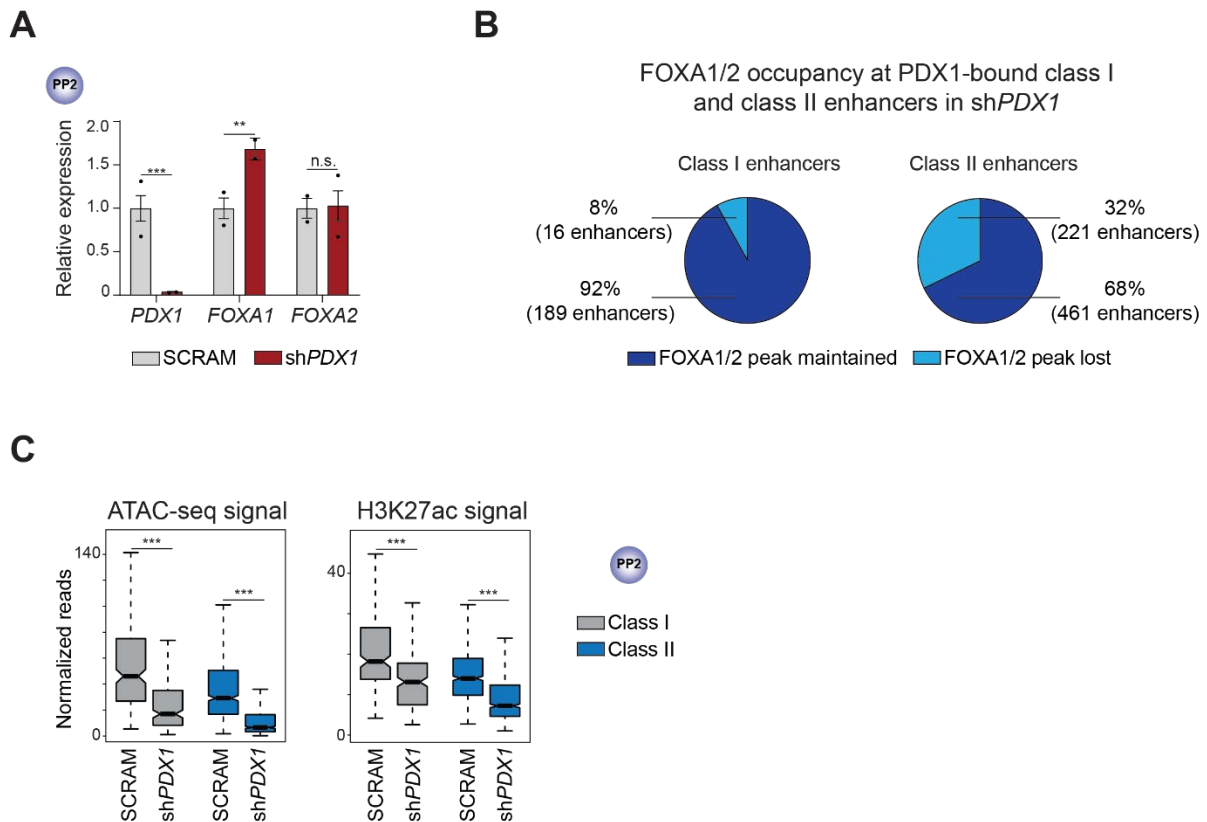 A
PP2
Relative expression
2.0
1.5
1.0
0.5
0
***
**
n.s.
PDX1 FOXA1 FOXA2
SCRAM shPDX1
B
FOXA1/2 occupancy at PDX1-bound class I
and class II enhancers in shPDX1
Class I enhancers
8%
(16 enhancers)
92%
(189 enhancers)
Class II enhancers
32%
(221 enhancers)
68%
(461 enhancers)
FOXA1/2 peak maintained FOXA1/2 peak lost
C
ATAC-seq signal
Normalized reads
140
0
***
***
SCRAM
shPDX1
SCRAM
shPDX1
H3K27ac signal
40
0
***
***
SCRAM
shPDX1
SCRAM
shPDX1
PP2
Class I
Class II